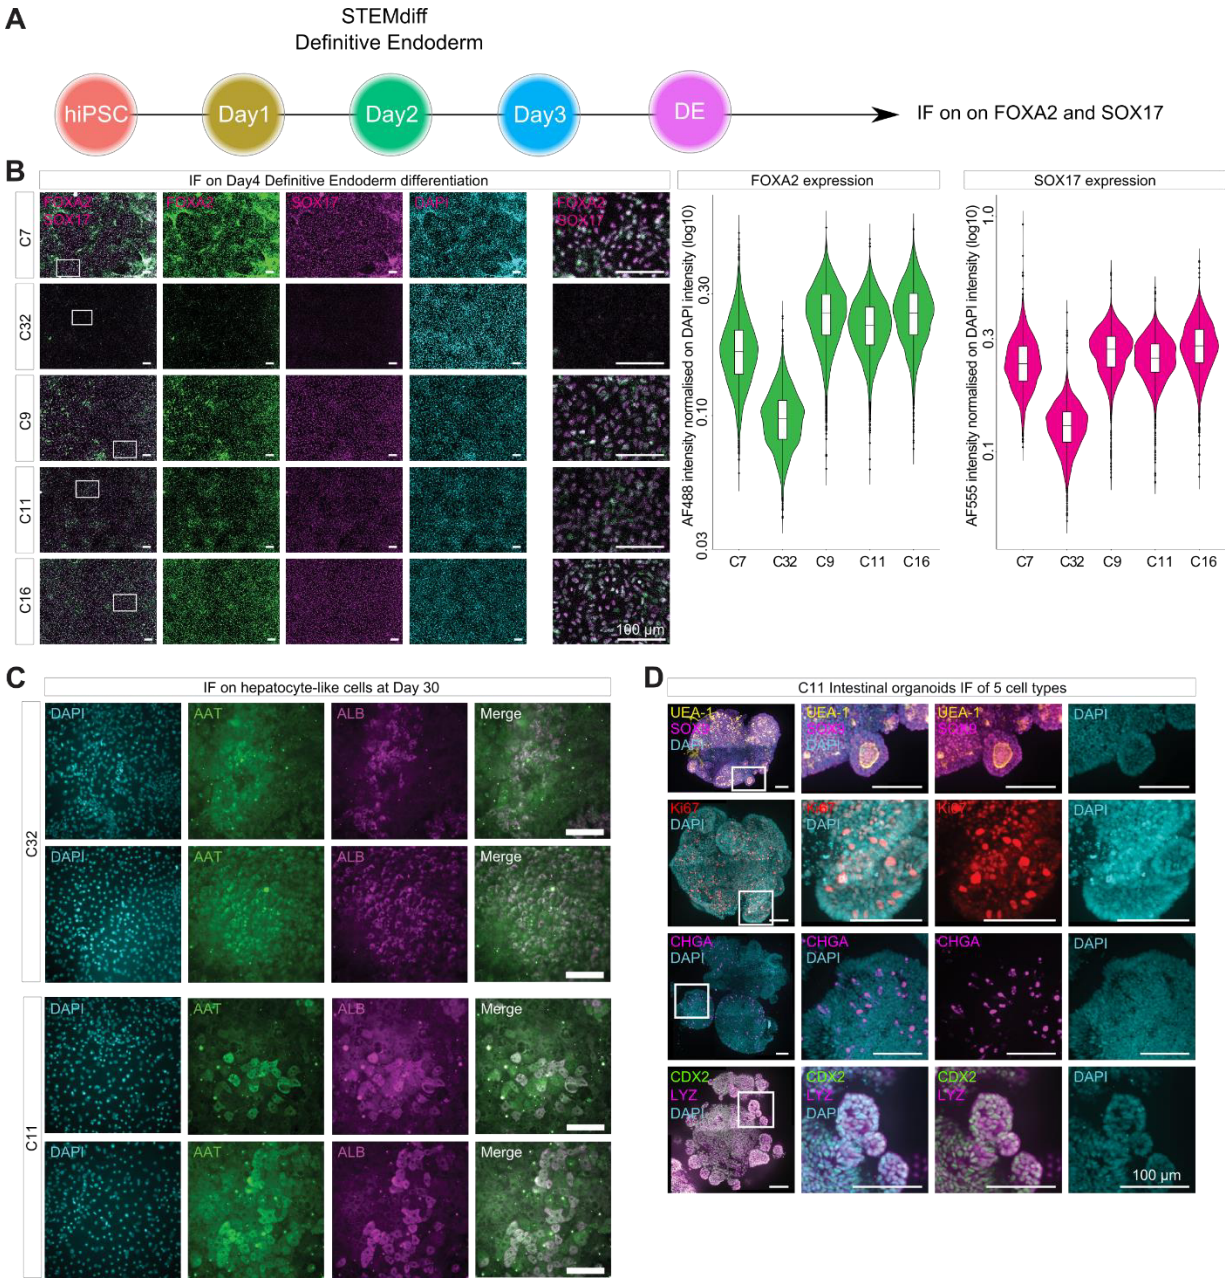 A
STEMdiff
Definitive Endoderm
hiPSC
Day1
Day2
Day3
DE
IF on on FOXA2 and SOX17
B
IF on Day4 Definitive Endoderm differentiation
FOXA2
SOX17
FOXA2
SOX17
DAPI
FOXA2
SOX17
C7
C32
C9
C11
C16
100 µm
FOXA2 expression
AF488 intensity normalised on DAPI intensity (log10)
0.30
0.10
0.03
C7
C32
C9
C11
C16
SOX17 expression
AF555 intensity normalised on DAPI intensity (log10)
1.0
0.3
0.1
C7
C32
C9
C11
C16
C
IF on hepatocyte-like cells at Day 30
C32
DAPI
AAT
ALB
Merge
DAPI
AAT
ALB
Merge
C11
DAPI
AAT
ALB
Merge
DAPI
AAT
ALB
Merge
D
C11 Intestinal organoids IF of 5 cell types
UEA-1
SOX9
DAPI
UEA-1
SOX9
DAPI
UEA-1
SOX9
DAPI
Ki67
DAPI
Ki67
DAPI
Ki67
DAPI
CHGA
DAPI
CHGA
DAPI
CHGA
DAPI
CDX2
LYZ
DAPI
CDX2
LYZ
DAPI
CDX2
LYZ
DAPI
100 µm